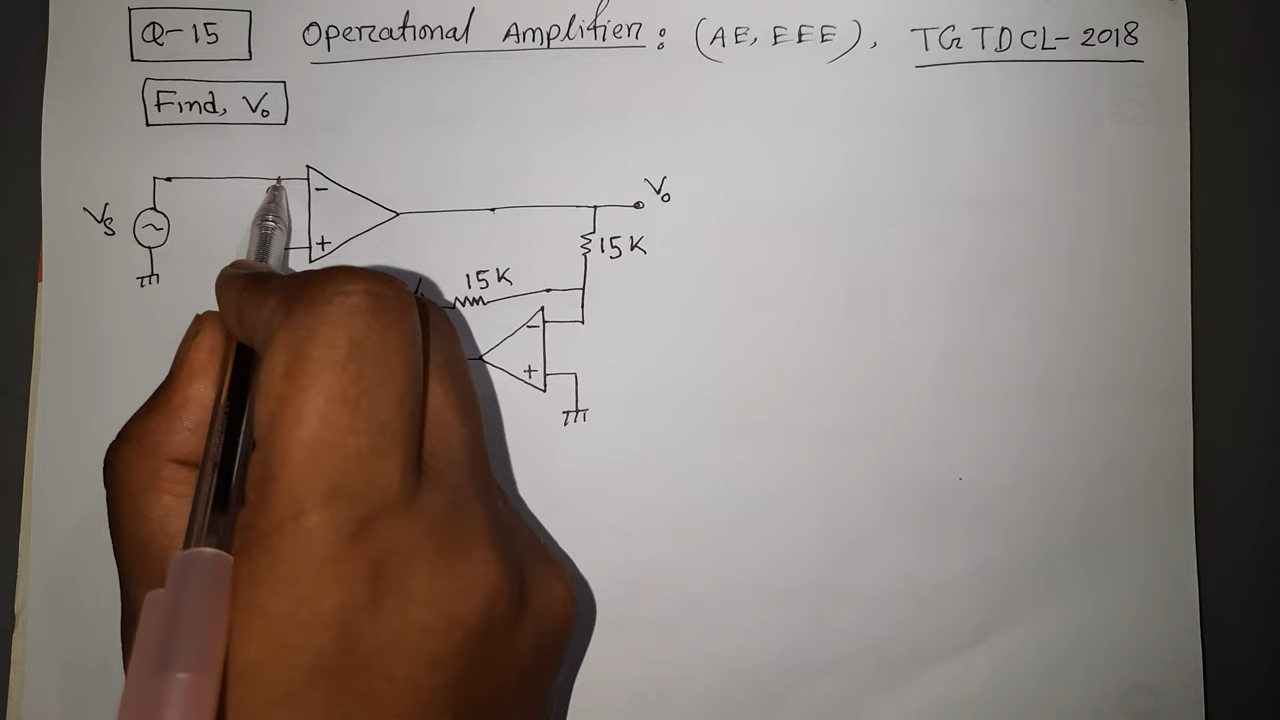 Q-15 Operational Amplifier: (AE, EEE), TGTDCL-2018
Find, V₀
Vs
-
+
V₀
15K
15K
-
+